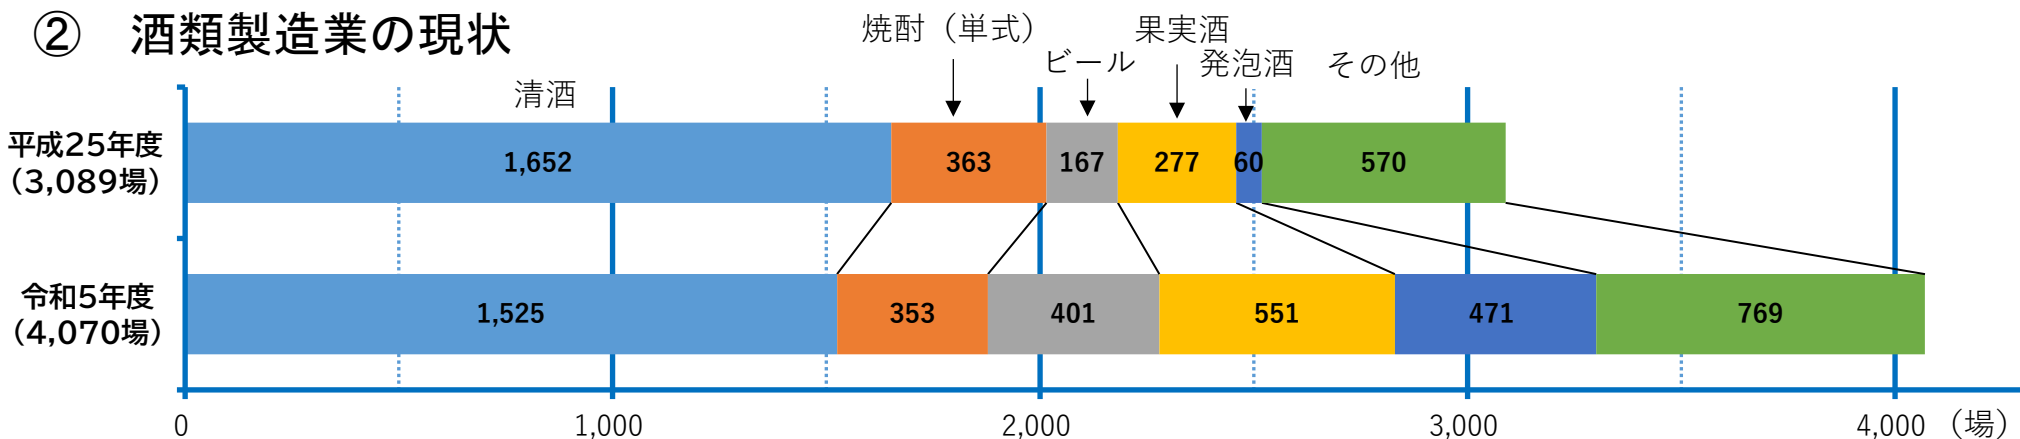 ② 酒類製造業の現状
焼酎（単式）
果実酒
ビール
発泡酒
その他
清酒
平成25年度
（3,089場）
1,652
363
167
277
60
570
令和5年度
（4,070場）
1,525
353
401
551
471
769
0
1,000
2,000
3,000
4,000
（場）